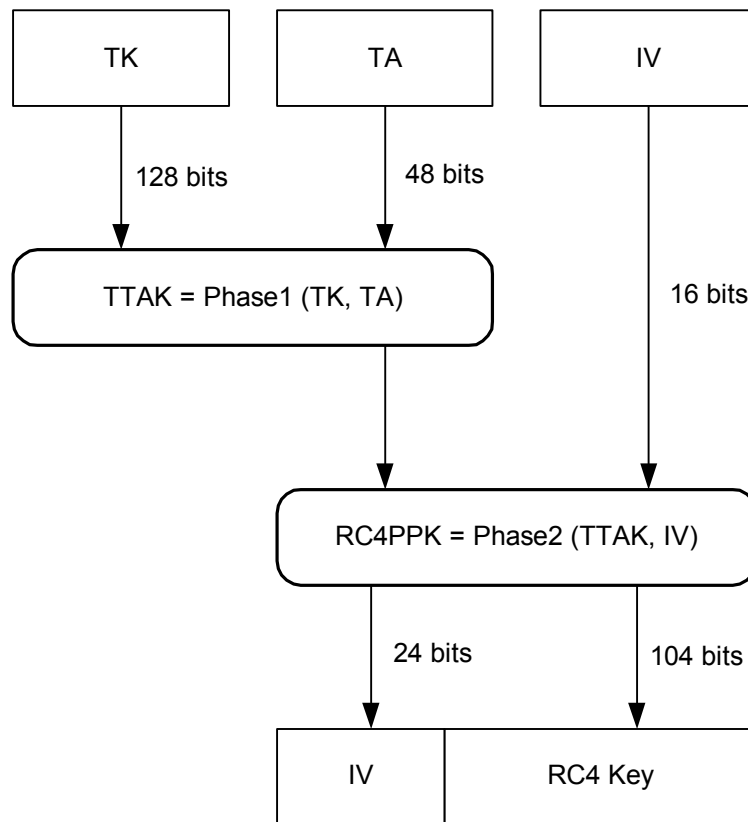 TK
TA
IV
128 bits
48 bits
TTAK = Phase1 (TK, TA)
16 bits
RC4PPK = Phase2 (TTAK, IV)
24 bits
104 bits
IV
RC4 Key